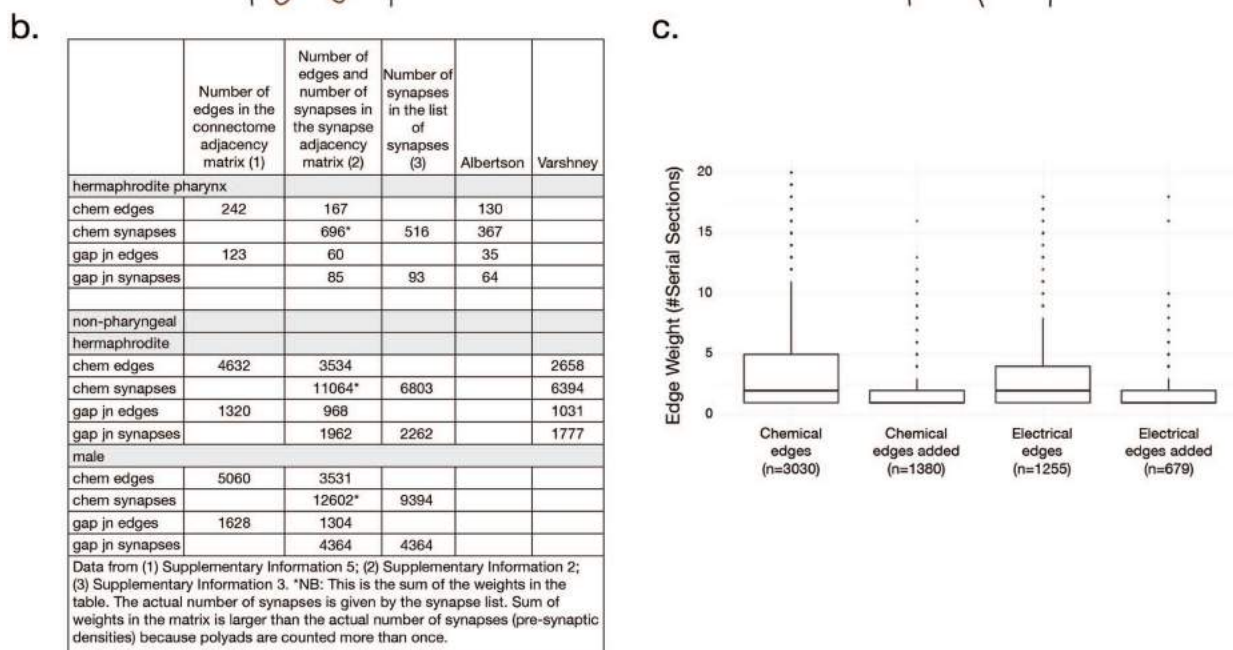 b.
Number of edges in the connectome adjacency matrix (1) Number of edges and number of synapses in the synapse adjacency matrix (2) Number of synapses in the list of synapses (3) Albertson Varshney
hermaphrodite pharynx
chem edges 242 167 130
chem synapses 696* 516 367
gap jn edges 123 60 35
gap jn synapses 85 93 64
non-pharyngeal
hermaphrodite
chem edges 4632 3534 2658
chem synapses 11064* 6803 6394
gap jn edges 1320 968 1031
gap jn synapses 1962 2262 1777
male
chem edges 5060 3531
chem synapses 12602* 9394
gap jn edges 1628 1304
gap jn synapses 4364 4364
Data from (1) Supplementary Information 5; (2) Supplementary Information 2;
(3) Supplementary Information 3. *NB: This is the sum of the weights in the
table. The actual number of synapses is given by the synapse list. Sum of
weights in the matrix is larger than the actual number of synapses (pre-synaptic
densities) because polyads are counted more than once.
c.
Edge Weight (#Serial Sections)
20
15
10
5
0
Chemical edges (n=3030)
Chemical edges added (n=1380)
Electrical edges (n=1255)
Electrical edges added (n=679)